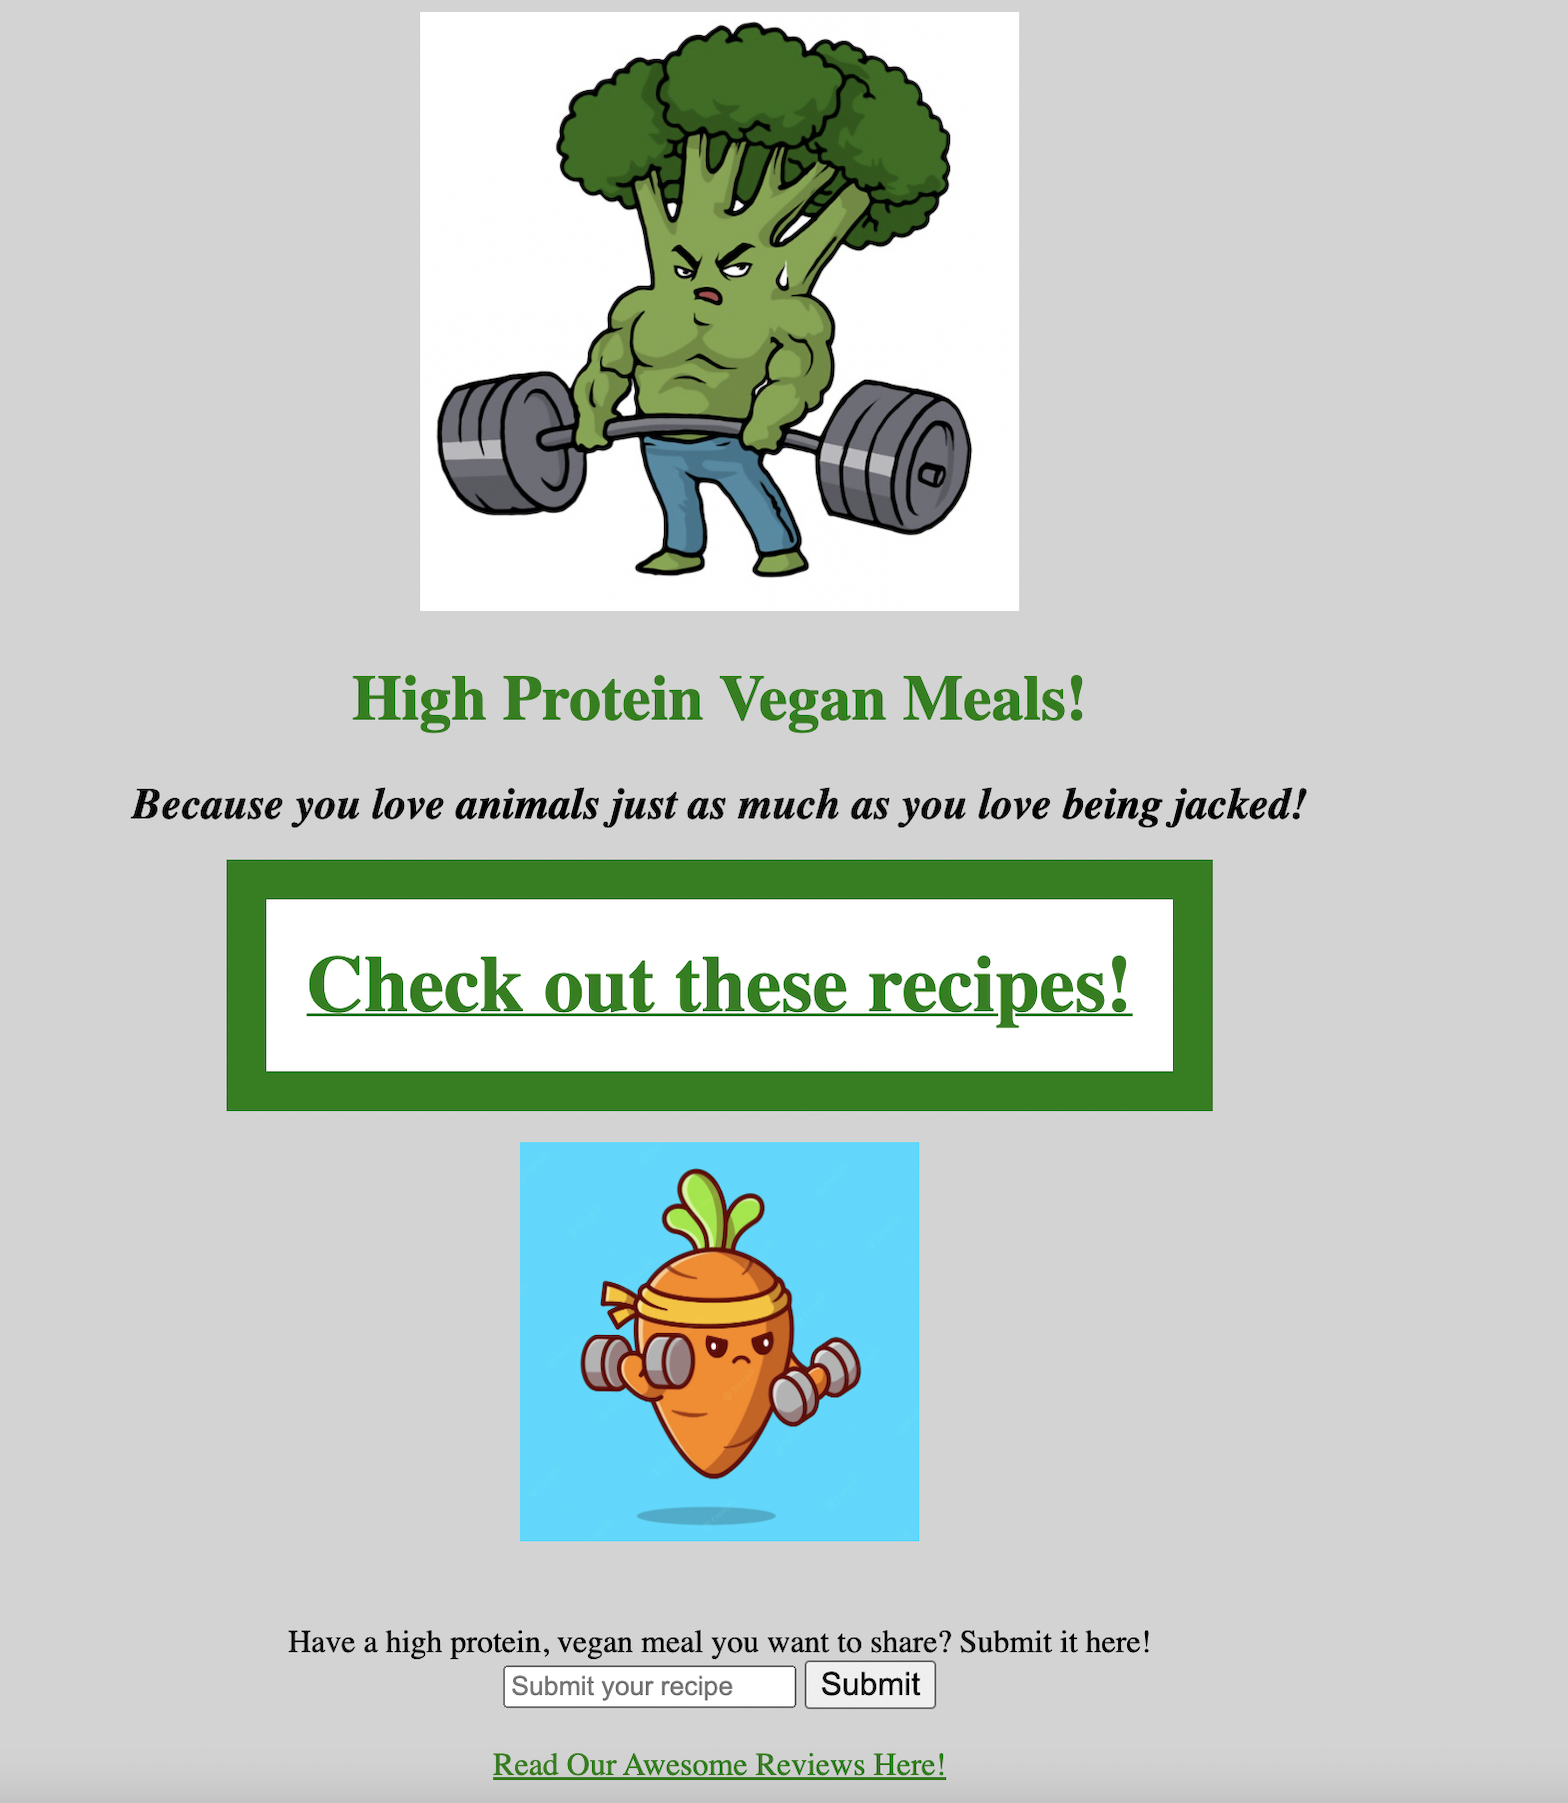 High Protein Vegan Meals!
Because you love animals just as much as you love being jacked!
Check out these recipes!
Have a high protein, vegan meal you want to share? Submit it here!
Submit your recipe Submit
Read Our Awesome Reviews Here!